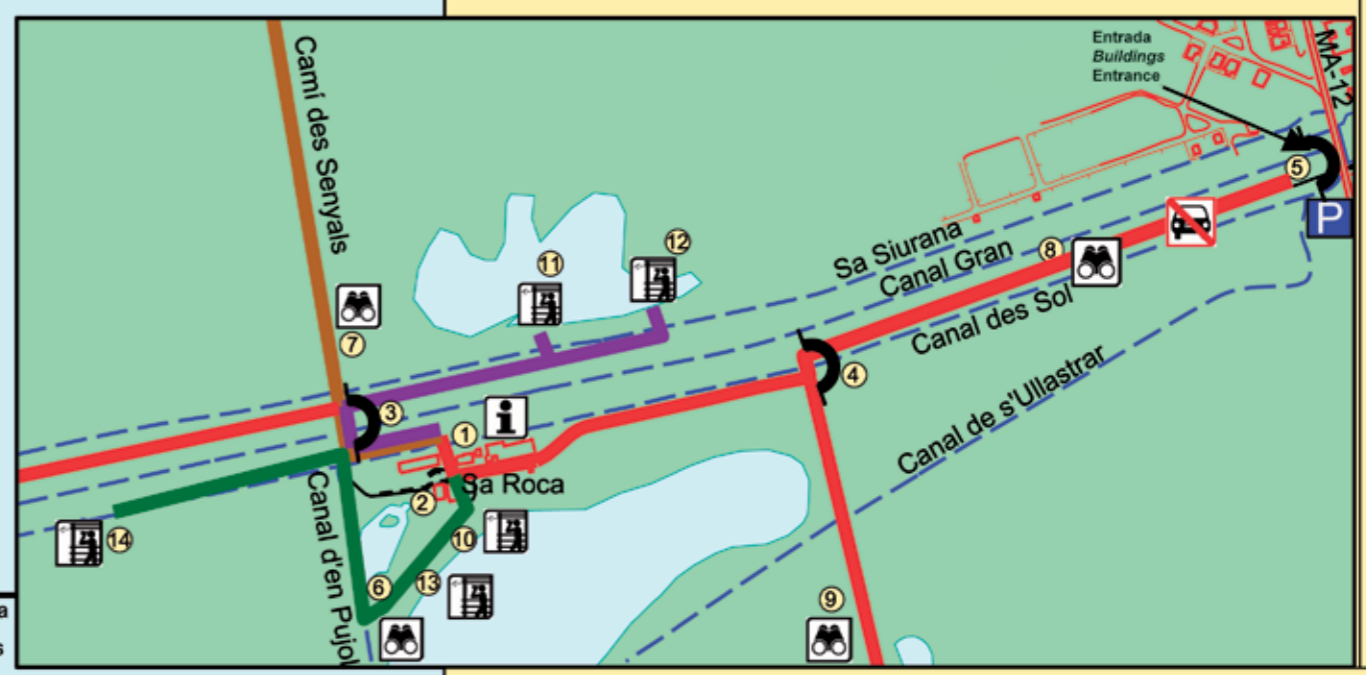 Entrada
Buildings
Entrance
MA-12
Camí des Senyals
5
P
12
11
8
Sa Siurana
Canal Gran
Canal des Sol
7
4
Canal de s'Ullastrar
3
i
1
2
Sa Roca
14
10
Canal d'en Pujol
6
13
9
a
s